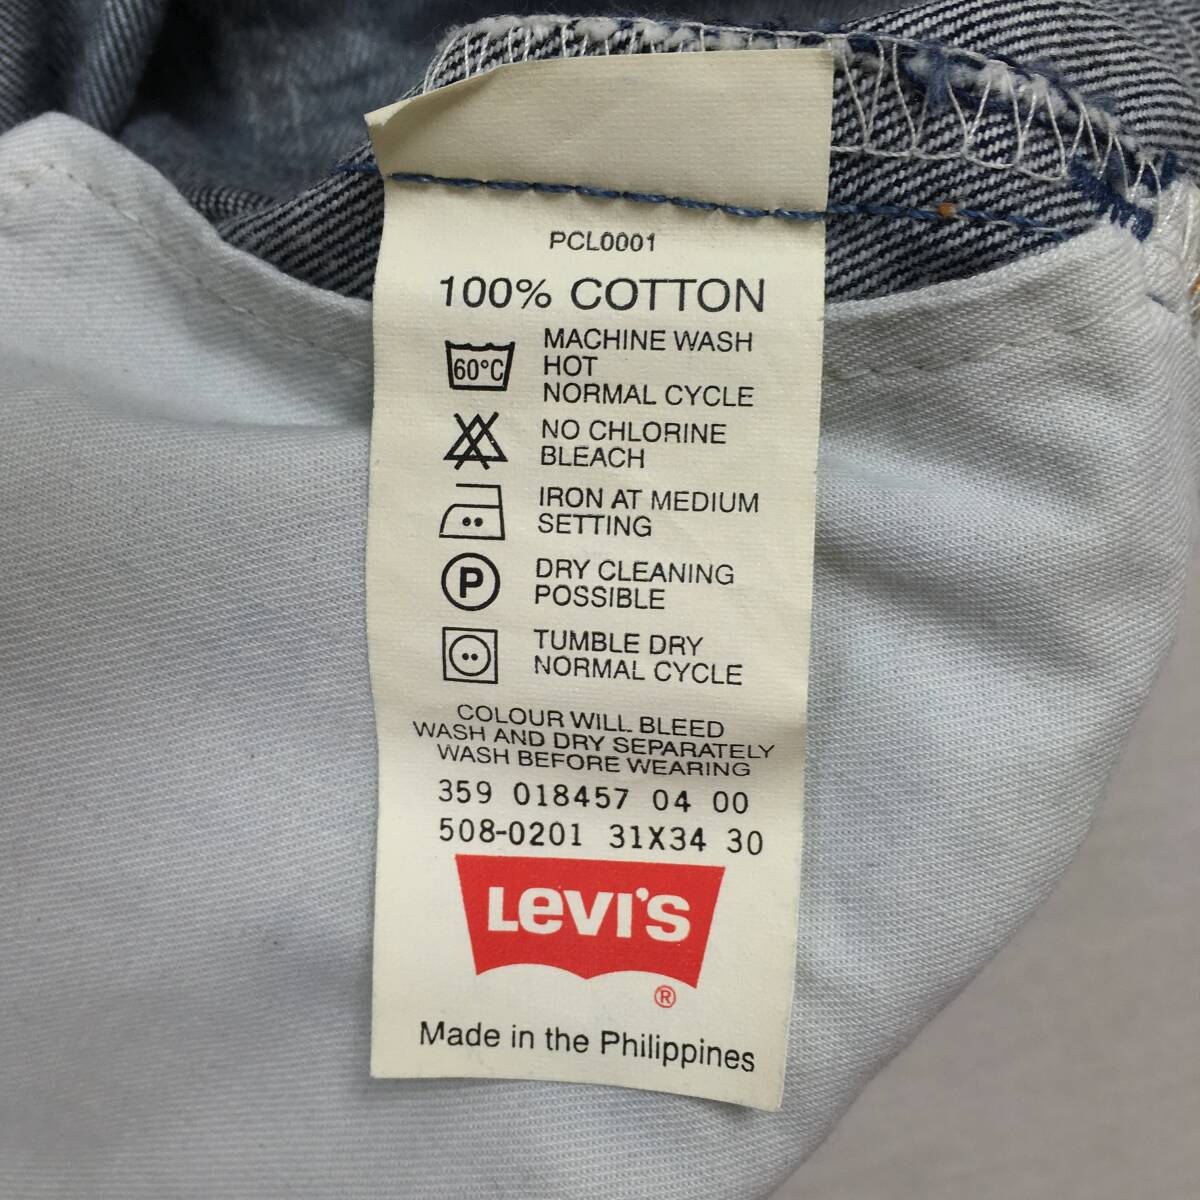 PCL0001
100% COTTON
60°C
MACHINE WASH
HOT
NORMAL CYCLE
NO CHLORINE
BLEACH
IRON AT MEDIUM
SETTING
P
DRY CLEANING
POSSIBLE
TUMBLE DRY
NORMAL CYCLE
COLOUR WILL BLEED
WASH AND DRY SEPARATELY
WASH BEFORE WEARING
359 018457 04 00
508-0201 31X34 30
LEVI'S
®
Made in the Philippines